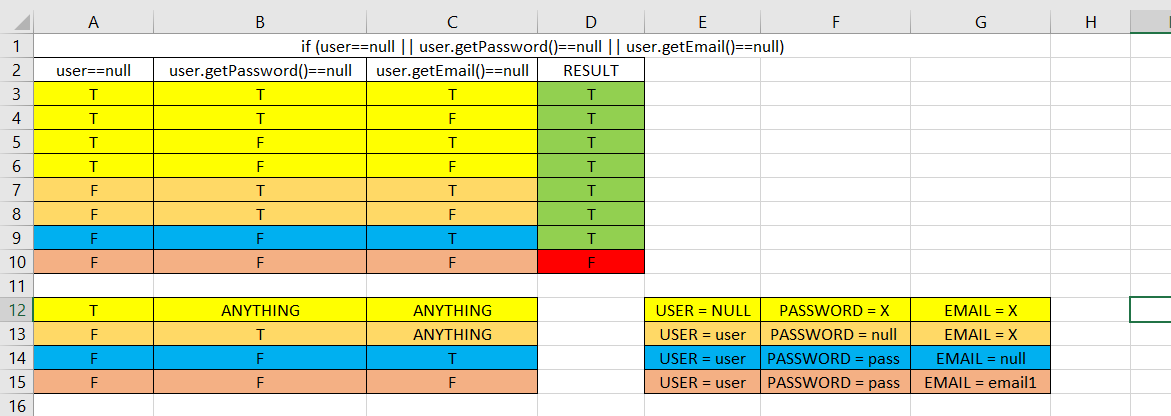 A B C D E F G H
1 if (user==null || user.getPassword()==null || user.getEmail()==null)
2 user==null user.getPassword()==null user.getEmail()==null RESULT
3 T T T T
4 T T F T
5 T F T T
6 T F F T
7 F T T T
8 F T F T
9 F F T T
10 F F F F
11
12 T ANYTHING ANYTHING USER = NULL PASSWORD = X EMAIL = X
13 F T ANYTHING USER = user PASSWORD = null EMAIL = X
14 F F T USER = user PASSWORD = pass EMAIL = null
15 F F F USER = user PASSWORD = pass EMAIL = email1
16